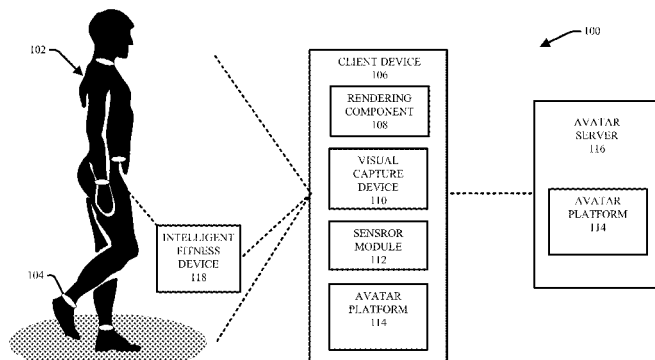 100
102
CLIENT DEVICE
106
RENDERING
COMPONENT
108
VISUAL
CAPTURE
DEVICE
110
SENSROR
MODULE
112
AVATAR
PLATFORM
114
AVATAR
SERVER
116
AVATAR
PLATFORM
114
INTELLIGENT
FITNESS
DEVICE
118
104